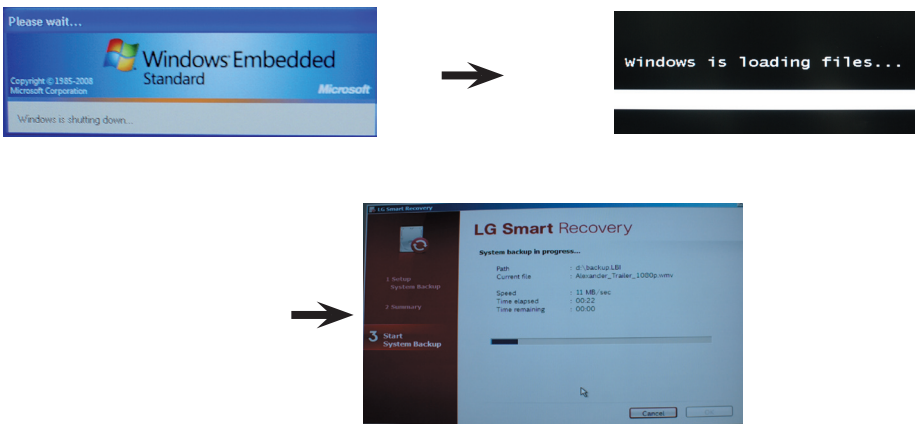 Please wait...
Windows Embedded
Standard
Copyright © 1985-2008
Microsoft Corporation
Microsoft
Windows is shutting down...
Windows is loading files...
LG Smart Recovery
LG Smart Recovery
System backup in progress...
Path : d:\backup.LBI
Current file : Alexander_Trailer_1080p.wmv
Speed : 11 MB/sec
Time elapsed : 00:22
Time remaining : 00:00
1 Setup
System Backup
2 Summary
3 Start
System Backup
Cancel
OK